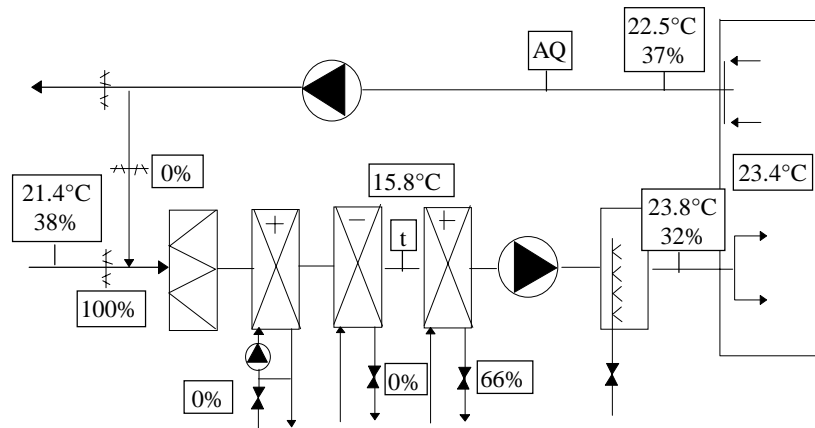 AQ
22.5°C
37%
0%
21.4°C
38%
15.8°C
23.4°C
23.8°C
32%
+
−
+
t
100%
0%
0%
66%